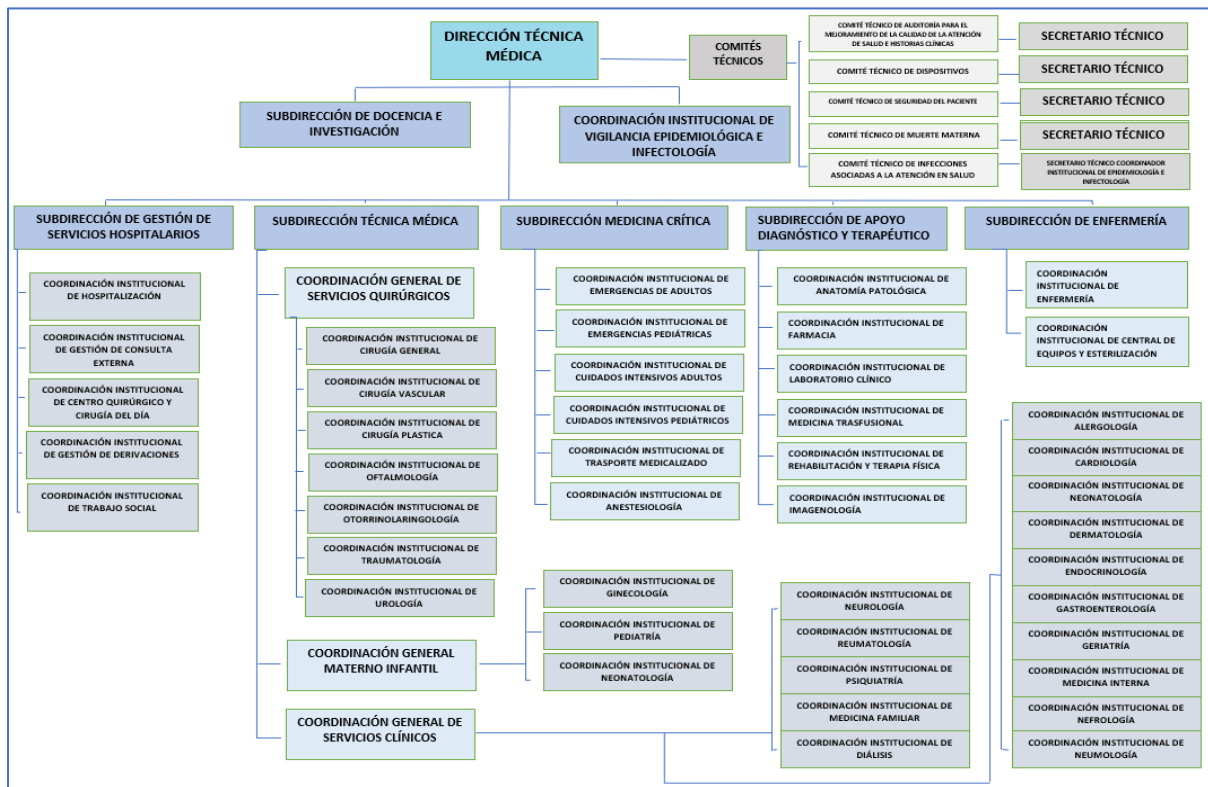 DIRECCIÓN TÉCNICA
MÉDICA
COMITÉS
TÉCNICOS
COMITÉ TÉCNICO DE AUDITORÍA PARA EL
MEJORAMIENTO DE LA CALIDAD DE LA ATENCIÓN
DE SALUD E HISTORIAS CLÍNICAS
SECRETARIO TÉCNICO
COMITÉ TÉCNICO DE DISPOSITIVOS
SECRETARIO TÉCNICO
COMITÉ TÉCNICO DE SEGURIDAD DEL PACIENTE
SECRETARIO TÉCNICO
COMITÉ TÉCNICO DE MUERTE MATERNA
SECRETARIO TÉCNICO
COMITÉ TÉCNICO DE INFECCIONES
ASOCIADAS A LA ATENCIÓN EN SALUD
SECRETARIO TÉCNICO COORDINADOR
INSTITUCIONAL DE EPIDEMIOLOGÍA E
INFECTOLOGÍA
SUBDIRECCIÓN DE DOCENCIA E
INVESTIGACIÓN
COORDINACIÓN INSTITUCIONAL DE
VIGILANCIA EPIDEMIOLÓGICA E
INFECTOLOGÍA
SUBDIRECCIÓN DE GESTIÓN DE
SERVICIOS HOSPITALARIOS
COORDINACIÓN INSTITUCIONAL
DE HOSPITALIZACIÓN
COORDINACIÓN INSTITUCIONAL
DE GESTIÓN DE CONSULTA
EXTERNA
COORDINACIÓN INSTITUCIONAL
DE CENTRO QUIRÚRGICO Y
CIRUGÍA DEL DÍA
COORDINACIÓN INSTITUCIONAL
DE GESTIÓN DE DERIVACIONES
COORDINACIÓN INSTITUCIONAL
DE TRABAJO SOCIAL
SUBDIRECCIÓN TÉCNICA MÉDICA
COORDINACIÓN GENERAL DE
SERVICIOS QUIRÚRGICOS
COORDINACIÓN INSTITUCIONAL DE
CIRUGÍA GENERAL
COORDINACIÓN INSTITUCIONAL DE
CIRUGÍA VASCULAR
COORDINACIÓN INSTITUCIONAL DE
CIRUGÍA PLASTICA
COORDINACIÓN INSTITUCIONAL DE
OFTALMOLOGÍA
COORDINACIÓN INSTITUCIONAL DE
OTORRINOLARINGOLOGÍA
COORDINACIÓN INSTITUCIONAL DE
TRAUMATOLOGÍA
COORDINACIÓN INSTITUCIONAL DE
UROLOGÍA
COORDINACIÓN GENERAL
MATERNO INFANTIL
COORDINACIÓN INSTITUCIONAL DE
GINECOLOGÍA
COORDINACIÓN INSTITUCIONAL DE
PEDIATRÍA
COORDINACIÓN INSTITUCIONAL DE
NEONATOLOGÍA
COORDINACIÓN GENERAL DE
SERVICIOS CLÍNICOS
COORDINACIÓN INSTITUCIONAL DE
NEUROLOGÍA
COORDINACIÓN INSTITUCIONAL DE
REUMATOLOGÍA
COORDINACIÓN INSTITUCIONAL DE
PSIQUIATRÍA
COORDINACIÓN INSTITUCIONAL DE
MEDICINA FAMILIAR
COORDINACIÓN INSTITUCIONAL DE
DIÁLISIS
SUBDIRECCIÓN MEDICINA CRÍTICA
COORDINACIÓN INSTITUCIONAL DE
EMERGENCIAS DE ADULTOS
COORDINACIÓN INSTITUCIONAL DE
EMERGENCIAS PEDIÁTRICAS
COORDINACIÓN INSTITUCIONAL DE
CUIDADOS INTENSIVOS ADULTOS
COORDINACIÓN INSTITUCIONAL DE
CUIDADOS INTENSIVOS PEDIÁTRICOS
COORDINACIÓN INSTITUCIONAL DE
TRASPORTE MEDICALIZADO
COORDINACIÓN INSTITUCIONAL DE
ANESTESIOLOGÍA
SUBDIRECCIÓN DE APOYO
DIAGNÓSTICO Y TERAPÉUTICO
COORDINACIÓN INSTITUCIONAL DE
ANATOMÍA PATOLÓGICA
COORDINACIÓN INSTITUCIONAL DE
FARMACIA
COORDINACIÓN INSTITUCIONAL DE
LABORATORIO CLÍNICO
COORDINACIÓN INSTITUCIONAL DE
MEDICINA TRASFUSIONAL
COORDINACIÓN INSTITUCIONAL DE
REHABILITACIÓN Y TERAPIA FÍSICA
COORDINACIÓN INSTITUCIONAL DE
IMAGENOLOGÍA
SUBDIRECCIÓN DE ENFERMERÍA
COORDINACIÓN
INSTITUCIONAL DE
ENFERMERÍA
COORDINACIÓN
INSTITUCIONAL DE CENTRAL DE
EQUIPOS Y ESTERILIZACIÓN
COORDINACIÓN INSTITUCIONAL DE
ALERGOLOGÍA
COORDINACIÓN INSTITUCIONAL DE
CARDIOLOGÍA
COORDINACIÓN INSTITUCIONAL DE
NEONATOLOGÍA
COORDINACIÓN INSTITUCIONAL DE
DERMATOLOGÍA
COORDINACIÓN INSTITUCIONAL DE
ENDOCRINOLOGÍA
COORDINACIÓN INSTITUCIONAL DE
GASTROENTEROLOGÍA
COORDINACIÓN INSTITUCIONAL DE
GERIATRÍA
COORDINACIÓN INSTITUCIONAL DE
MEDICINA INTERNA
COORDINACIÓN INSTITUCIONAL DE
NEFROLOGÍA
COORDINACIÓN INSTITUCIONAL DE
NEUMOLOGÍA